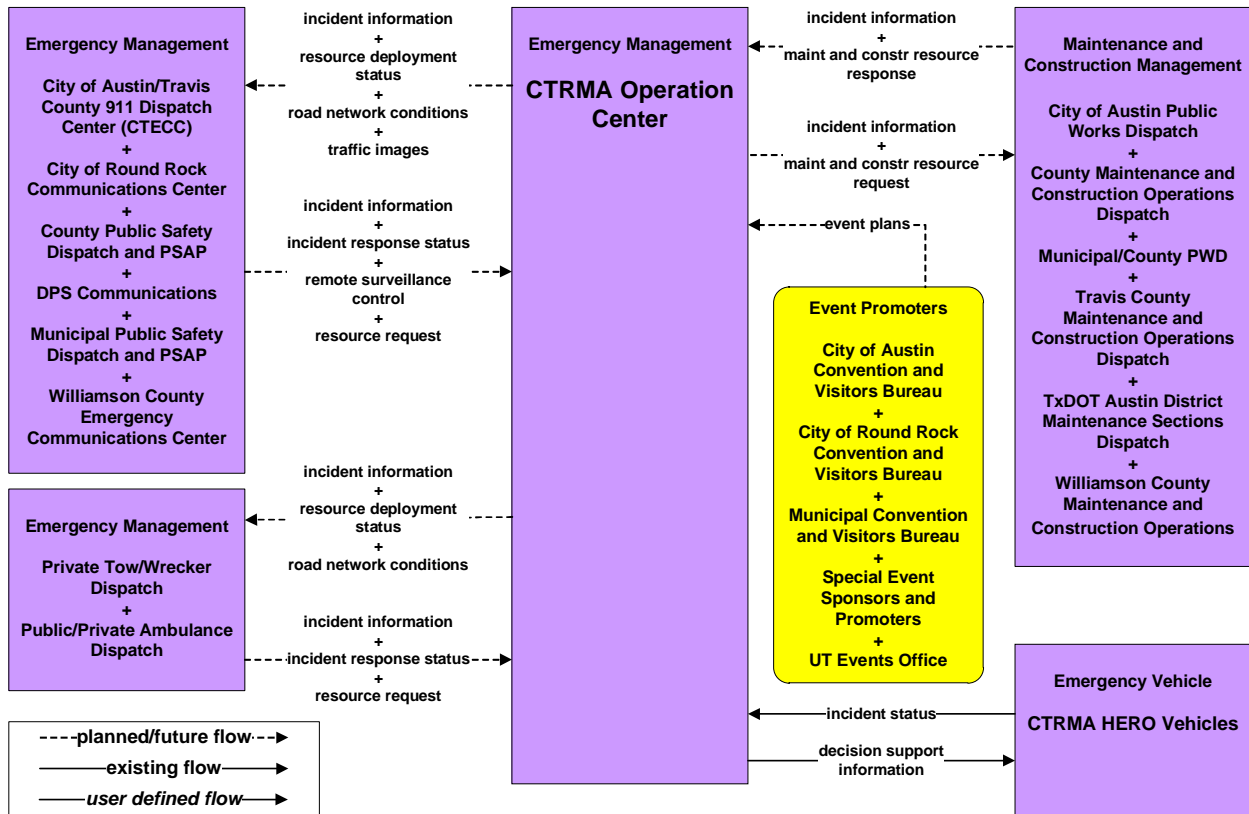 Emergency Management
City of Austin/Travis
County 911 Dispatch
Center (CTECC)
+
City of Round Rock
Communications Center
+
County Public Safety
Dispatch and PSAP
+
DPS Communications
+
Municipal Public Safety
Dispatch and PSAP
+
Williamson County
Emergency
Communications Center
incident information
+
resource deployment
status
+
road network conditions
+
traffic images
incident information
+
incident response status
+
remote surveillance
control
+
resource request
Emergency Management
Private Tow/Wrecker
Dispatch
+
Public/Private Ambulance
Dispatch
incident information
+
resource deployment
status
+
road network conditions
incident information
+
incident response status
+
resource request
planned/future flow
existing flow
user defined flow
Emergency Management
CTRMA Operation
Center
incident information
+
maint and constr resource
response
incident information
+
maint and constr resource
request
event plans
Event Promoters
City of Austin
Convention and
Visitors Bureau
+
City of Round Rock
Convention and
Visitors Bureau
+
Municipal Convention
and Visitors Bureau
+
Special Event
Sponsors and
Promoters
+
UT Events Office
incident status
decision support
information
Maintenance and
Construction Management
City of Austin Public
Works Dispatch
+
County Maintenance and
Construction Operations
Dispatch
+
Municipal/County PWD
+
Travis County
Maintenance and
Construction Operations
Dispatch
+
TxDOT Austin District
Maintenance Sections
Dispatch
+
Williamson County
Maintenance and
Construction Operations
Emergency Vehicle
CTRMA HERO Vehicles